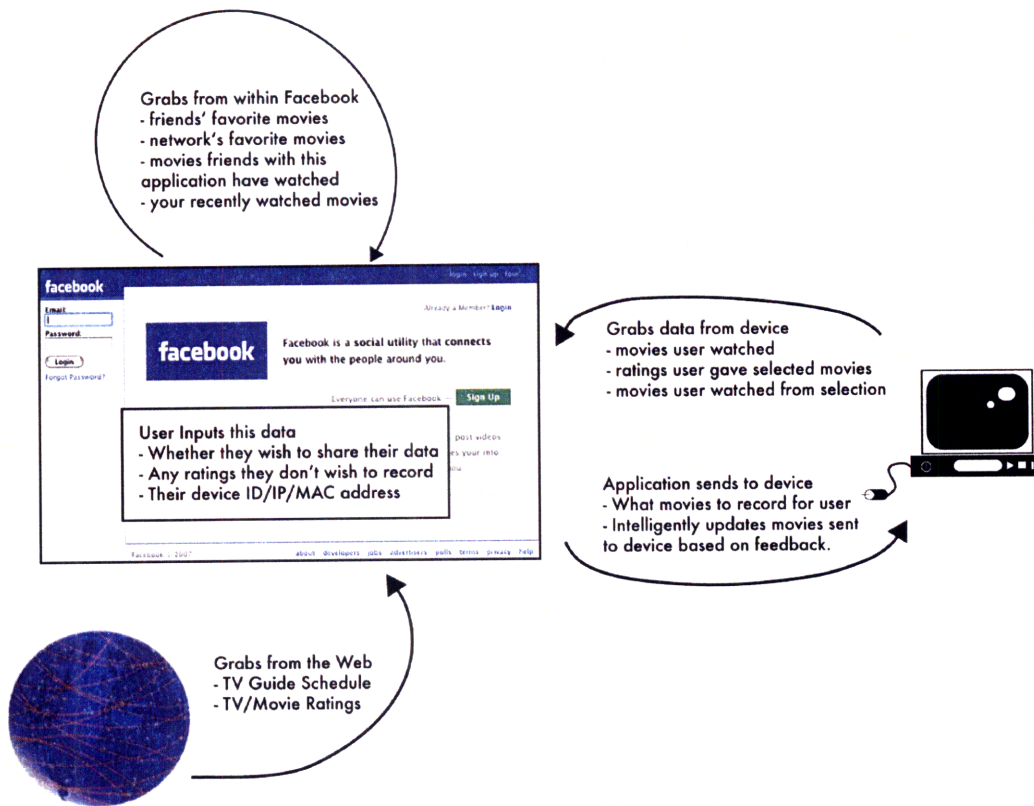 Grabs from within Facebook
- friends' favorite movies
- network's favorite movies
- movies friends with this
application have watched
- your recently watched movies
login sign up tour
facebook
Email:
Already a Member? Login
Password:
facebook
Facebook is a social utility that connects
you with the people around you.
Login
Forgot Password?
Everyone can use Facebook — Sign Up
User Inputs this data
- Whether they wish to share their data
- Any ratings they don't wish to record
- Their device ID/IP/MAC address
post videos
your info
you
Facebook © 2007
about developers jobs advertisers polls terms privacy help
Grabs data from device
- movies user watched
- ratings user gave selected movies
- movies user watched from selection
Application sends to device
- What movies to record for user
- Intelligently updates movies sent
to device based on feedback.
Grabs from the Web
- TV Guide Schedule
- TV/Movie Ratings